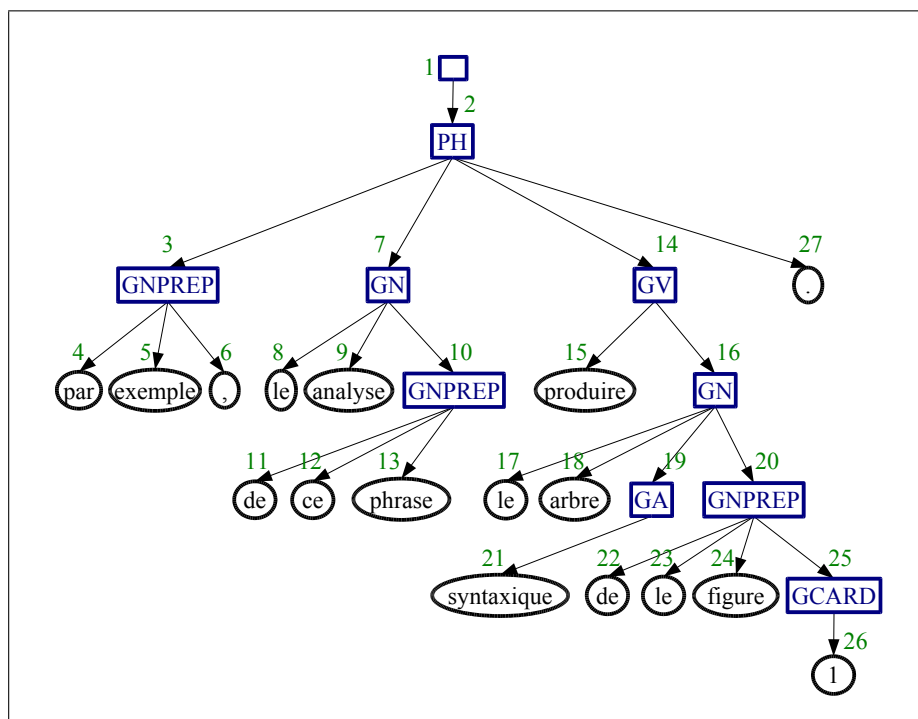 1
2
PH
3 7 14 27
GNPREP GN GV .
4 5 6 8 9 10 15 16
par exemple , le analyse GNPREP produire GN
11 12 13 17 18 19 20
de ce phrase le arbre GA GNPREP
21 22 23 24 25
syntaxique de le figure GCARD
26
1